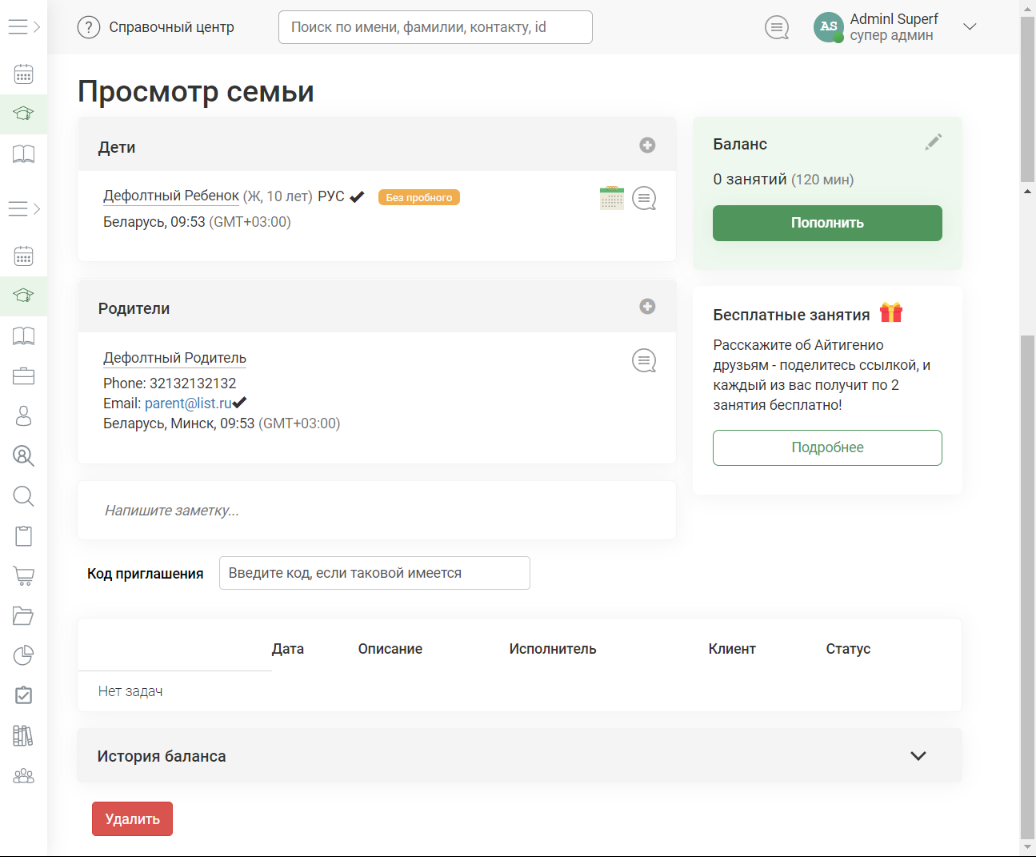 ?
Справочный центр
Поиск по имени, фамилии, контакту, id
AS
Adminl Superf
супер админ
Просмотр семьи
Дети
Дефолтный Ребенок (Ж, 10 лет) РУС
Без пробного
Беларусь, 09:53 (GMT+03:00)
Баланс
0 занятий (120 мин)
Пополнить
Родители
Дефолтный Родитель
Phone: 32132132132
Email: parent@list.ru
Беларусь, Минск, 09:53 (GMT+03:00)
Бесплатные занятия
Расскажите об Айтигенио
друзьям - поделитесь ссылкой, и
каждый из вас получит по 2
занятия бесплатно!
Подробнее
Напишите заметку...
Код приглашения
Введите код, если таковой имеется
Дата Описание Исполнитель Клиент Статус
Нет задач
История баланса
Удалить